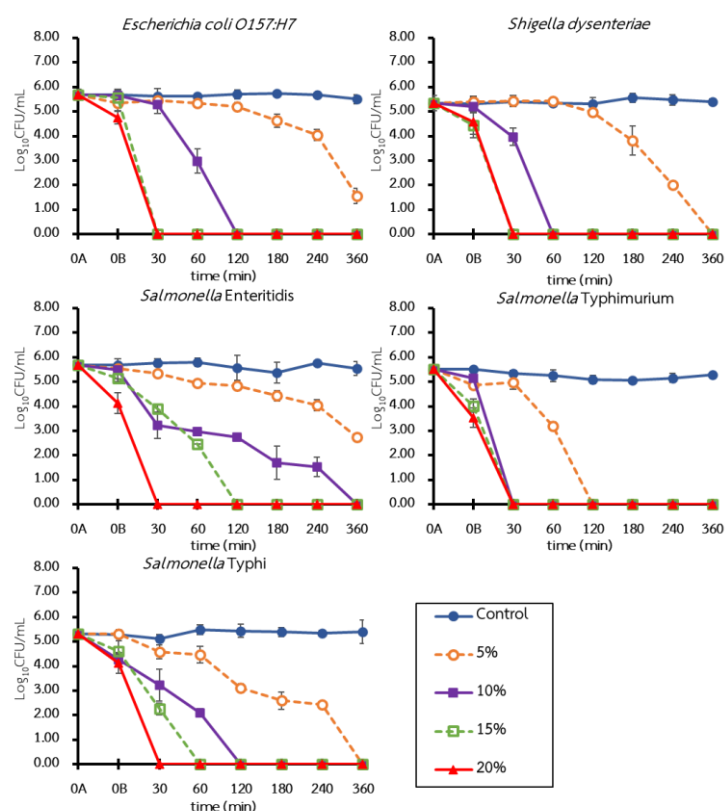 Escherichia coli O157:H7
8.00
7.00
6.00
5.00
4.00
3.00
2.00
1.00
0.00
Log10CFU/mL
0A 0B 30 60 120 180 240 360
time (min)
Shigella dysenteriae
8.00
7.00
6.00
5.00
4.00
3.00
2.00
1.00
0.00
Log10CFU/mL
0A 0B 30 60 120 180 240 360
time (min)
Salmonella Enteritidis
8.00
7.00
6.00
5.00
4.00
3.00
2.00
1.00
0.00
Log10CFU/mL
0A 0B 30 60 120 180 240 360
time (min)
Salmonella Typhimurium
8.00
7.00
6.00
5.00
4.00
3.00
2.00
1.00
0.00
Log10CFU/mL
0A 0B 30 60 120 180 240 360
time (min)
Salmonella Typhi
8.00
7.00
6.00
5.00
4.00
3.00
2.00
1.00
0.00
Log10CFU/mL
0A 0B 30 60 120 180 240 360
time (min)
Control
5%
10%
15%
20%